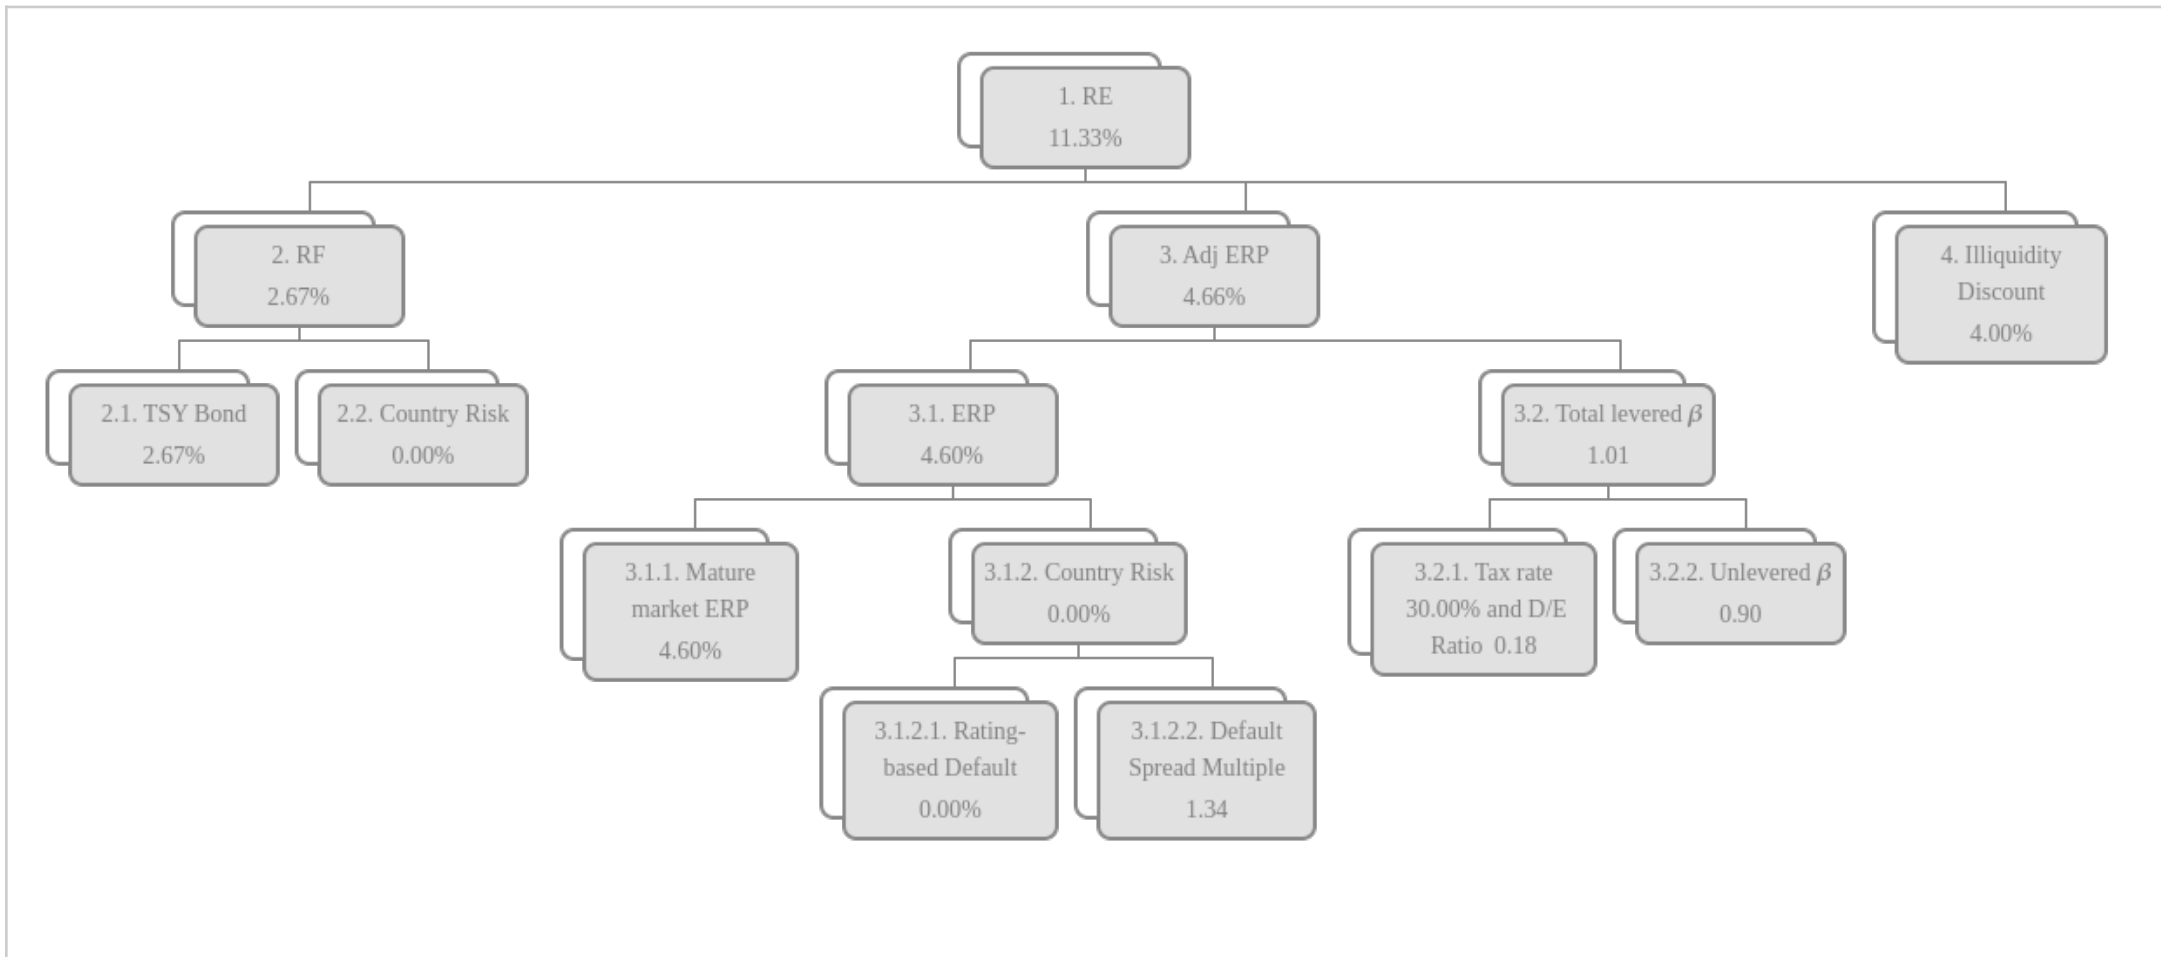 1. RE
11.33%
2. RF
2.67%
3. Adj ERP
4.66%
4. Illiquidity
Discount
4.00%
2.1. TSY Bond
2.67%
2.2. Country Risk
0.00%
3.1. ERP
4.60%
3.2. Total levered β
1.01
3.1.1. Mature
market ERP
4.60%
3.1.2. Country Risk
0.00%
3.2.1. Tax rate
30.00% and D/E
Ratio 0.18
3.2.2. Unlevered β
0.90
3.1.2.1. Rating-
based Default
0.00%
3.1.2.2. Default
Spread Multiple
1.34